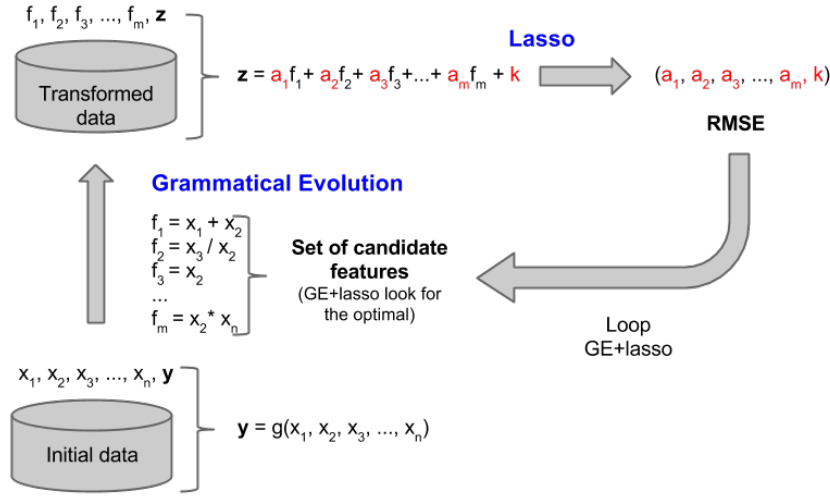 f₁, f₂, f₃, ..., fₘ, z
Transformed
data
z = a₁f₁+ a₂f₂+ a₃f₃+...+ aₘfₘ + k
Lasso
(a₁, a₂, a₃, ..., aₘ, k)
RMSE
Grammatical Evolution
f₁ = x₁ + x₂
f₂ = x₃ / x₂
f₃ = x₂
...
fₘ = x₂* xₙ
Set of candidate
features
(GE+lasso look for
the optimal)
Loop
GE+lasso
x₁, x₂, x₃, ..., xₙ, y
Initial data
y = g(x₁, x₂, x₃, ..., xₙ)